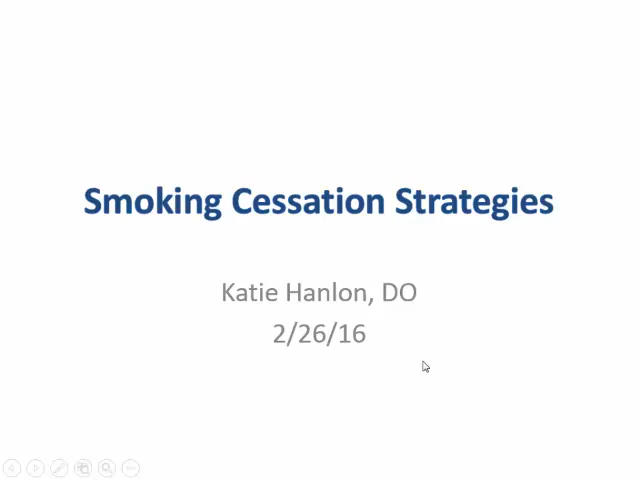 Smoking Cessation Strategies
Katie Hanlon, DO
2/26/16